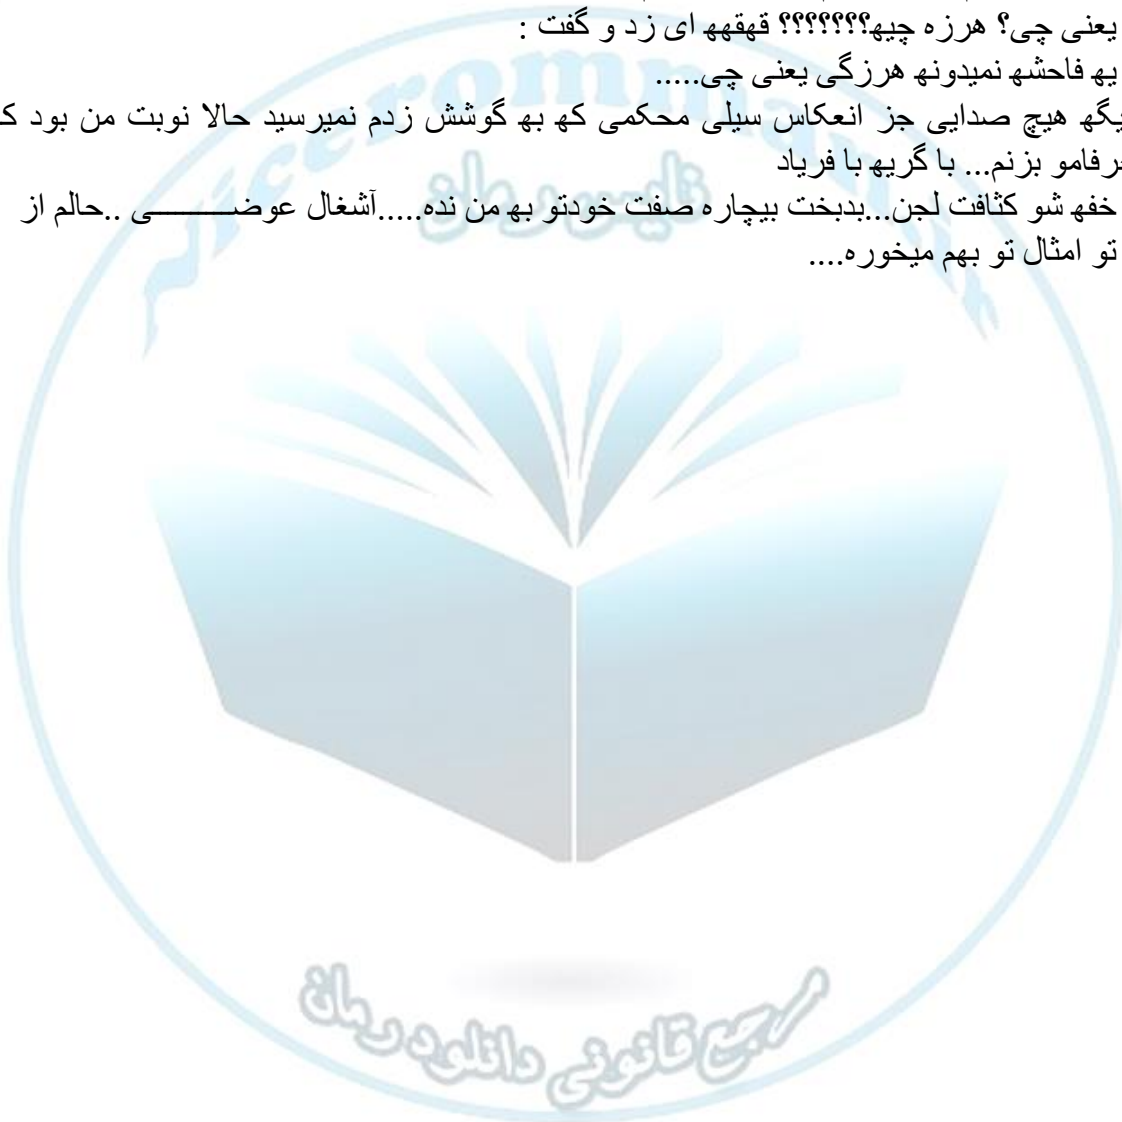 یعنی چی؟ هرزه چیه؟؟؟؟؟؟؟ قهقهه ای زد و گفت :
یه فاحشه نمیدونه هرزگی یعنی چی.....
یگه هیچ صدایی جز انعکاس سیلی محکمی که به گوشش زدم نمیرسید حالا نوبت من بود ک
رفامو بزنم... با گریه با فریاد
خفه شو کثافت لجن...بدبخت بیچاره صفت خودتو به من نده.....آشغال عوضـــــــــی ..حالم از
تو امثال تو بهم میخوره....
نایس رمان
مرجع قانونی دانلود رمان